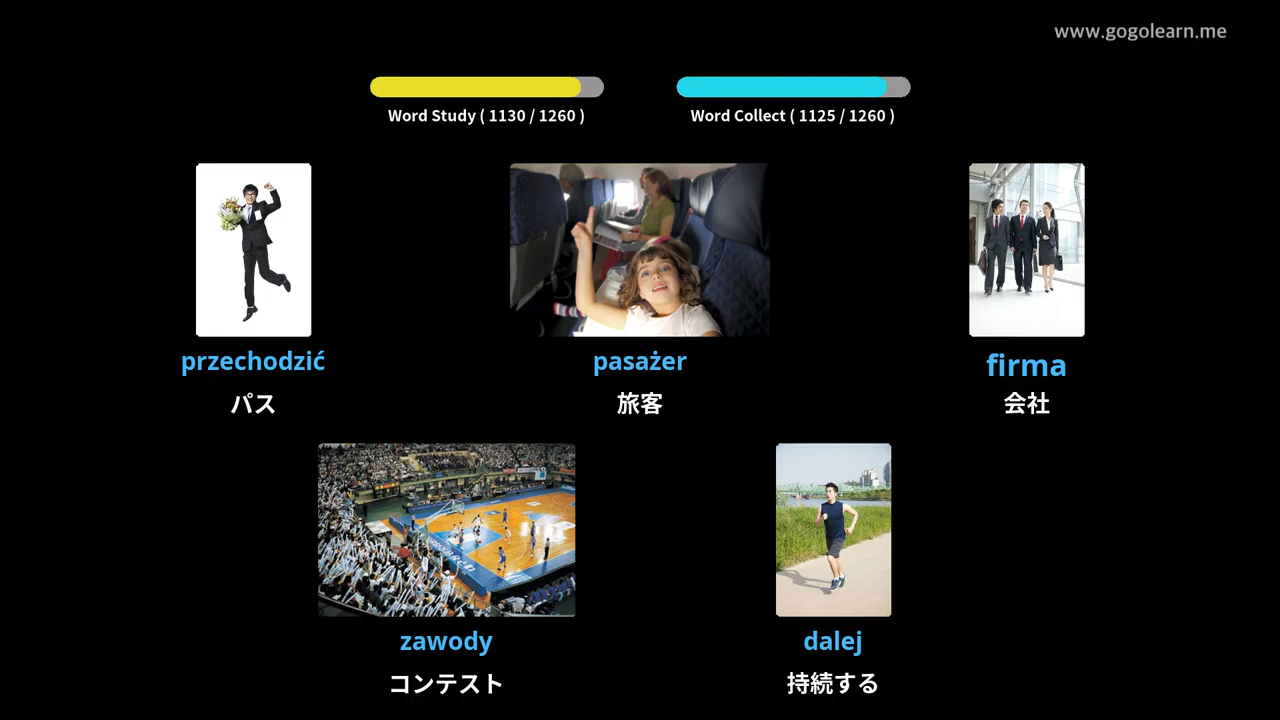 www.gogolearn.me
Word Study ( 1130 / 1260 )
Word Collect ( 1125 / 1260 )
przechodzić
パス
pasażer
旅客
firma
会社
zawody
コンテスト
dalej
持続する